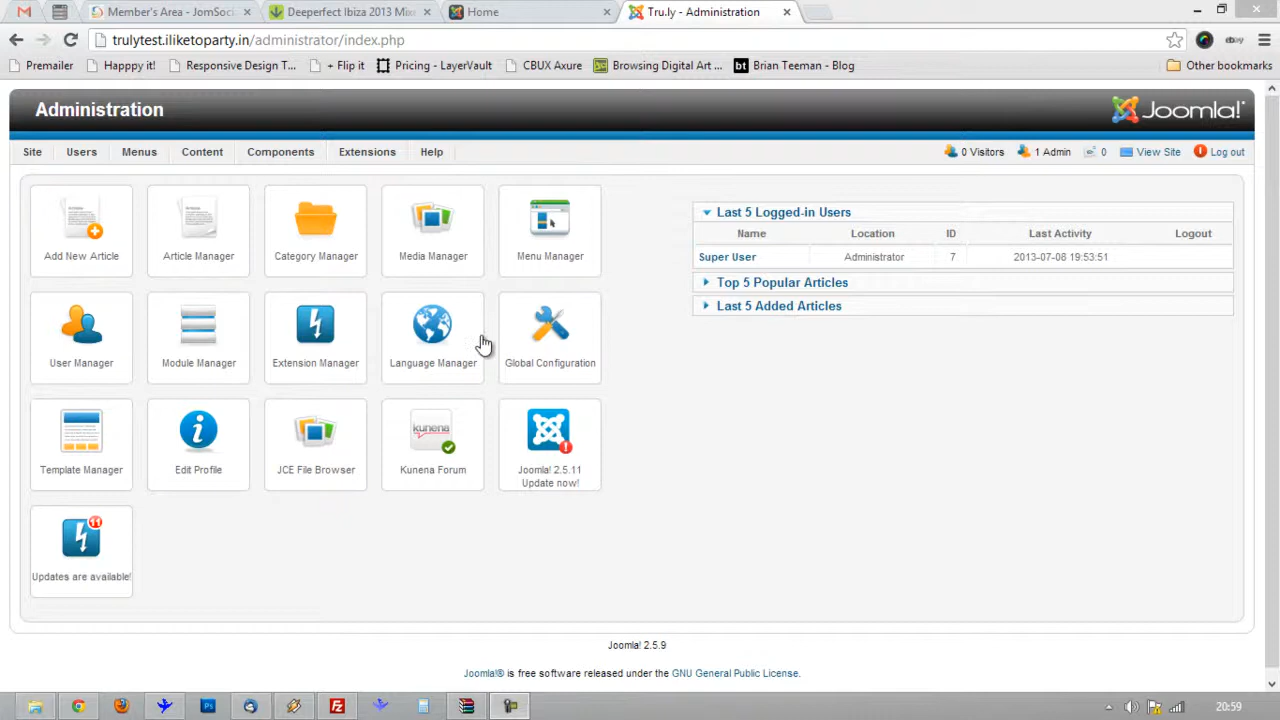 Member's Area - JomSoci
Deeperfect Ibiza 2013 Mixe
Home
Tru.ly - Administration
trulytest.iliketoparty.in/administrator/index.php
Premailer
Happpy it!
Responsive Design T...
+ Flip it
Pricing - LayerVault
CBUX Axure
Browsing Digital Art ...
bt Brian Teeman - Blog
Other bookmarks
Administration
Joomla!
Site
Users
Menus
Content
Components
Extensions
Help
0 Visitors
1 Admin
0
View Site
Log out
Add New Article
Article Manager
Category Manager
Media Manager
Menu Manager
User Manager
Module Manager
Extension Manager
Language Manager
Global Configuration
Template Manager
Edit Profile
JCE File Browser
kunena
Kunena Forum
Joomla! 2.5.11
Update now!
11
Updates are available!
Last 5 Logged-in Users
Name Location ID Last Activity Logout
Super User Administrator 7 2013-07-08 19:53:51
Top 5 Popular Articles
Last 5 Added Articles
Joomla! 2.5.9
Joomla!® is free software released under the GNU General Public License.
20:59